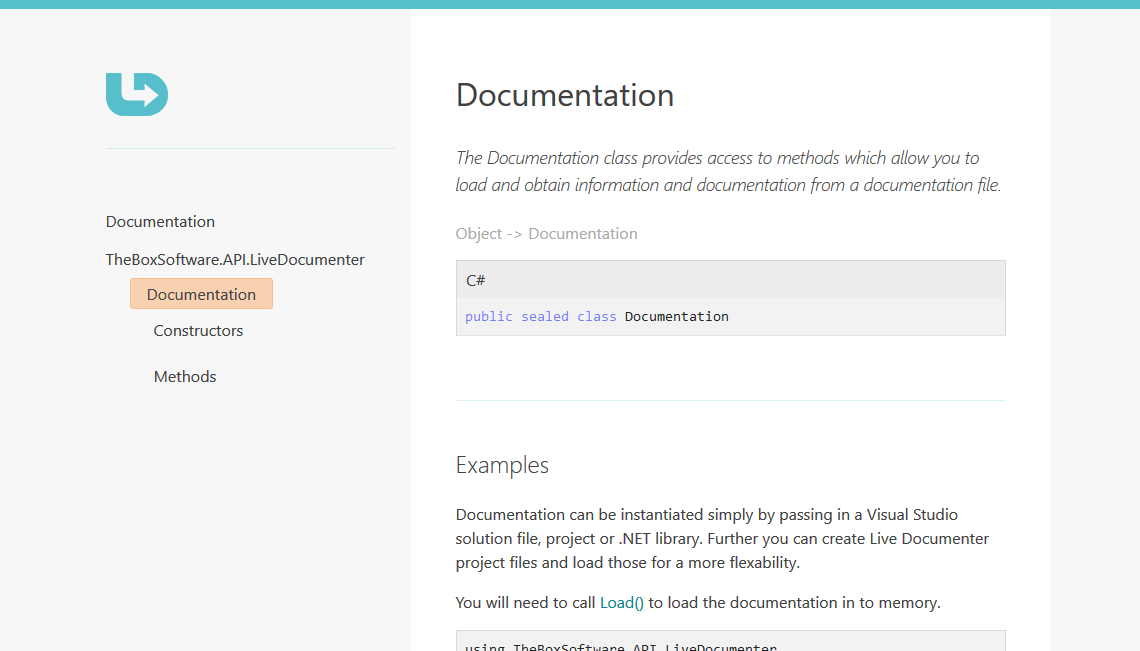 Documentation
TheBoxSoftware.API.LiveDocumenter
Documentation
Constructors
Methods
Documentation
The Documentation class provides access to methods which allow you to
load and obtain information and documentation from a documentation file.
Object -> Documentation
C#
public sealed class Documentation
Examples
Documentation can be instantiated simply by passing in a Visual Studio
solution file, project or .NET library. Further you can create Live Documenter
project files and load those for a more flexability.
You will need to call Load() to load the documentation in to memory.
using TheBoxSoftware.API.LiveDocumenter